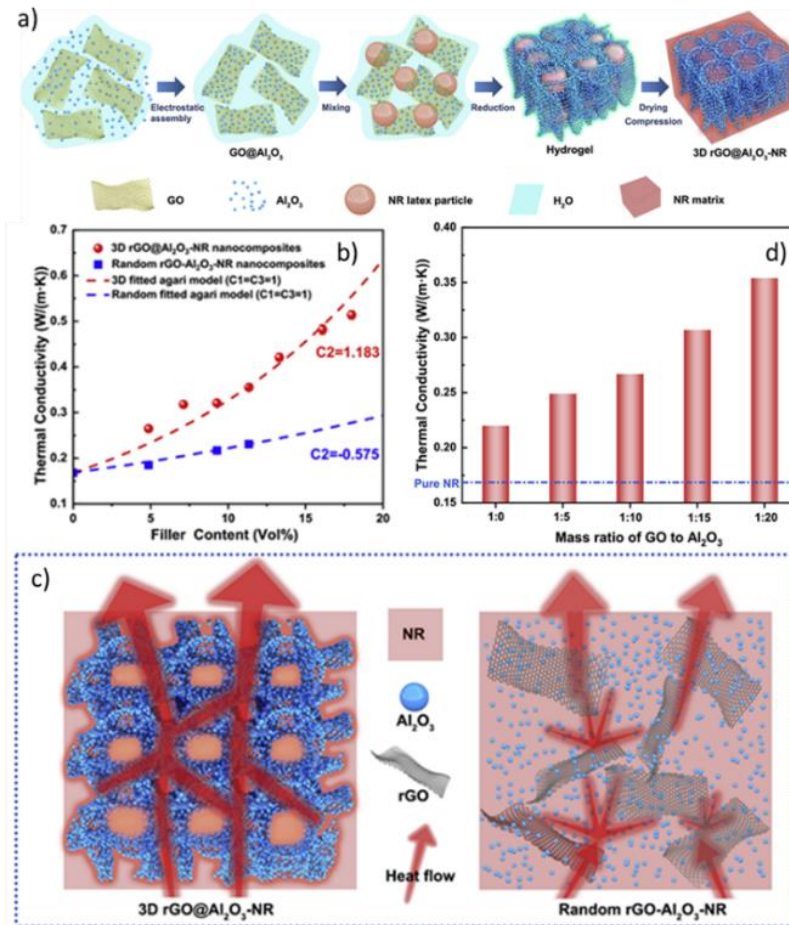 a)
Electrostatic
assembly
Mixing
Reduction
Drying
Compression
GO@Al₂O₃
Hydrogel
3D rGO@Al₂O₃-NR
GO
Al₂O₃
NR latex particle
H₂O
NR matrix
b)
Thermal Conductivity (W/(m·K))
0.7
0.6
0.5
0.4
0.3
0.2
0.1
3D rGO@Al₂O₃-NR nanocomposites
Random rGO-Al₂O₃-NR nanocomposites
3D fitted agari model (C1=C3=1)
Random fitted agari model (C1=C3=1)
C2=1.183
C2=-0.575
0 5 10 15 20
Filler Content (Vol%)
d)
Thermal Conductivity (W/(m·K))
0.40
0.35
0.30
0.25
0.20
0.15
Pure NR
1:0 1:5 1:10 1:15 1:20
Mass ratio of GO to Al₂O₃
c)
NR
Al₂O₃
rGO
Heat flow
3D rGO@Al₂O₃-NR
Random rGO-Al₂O₃-NR